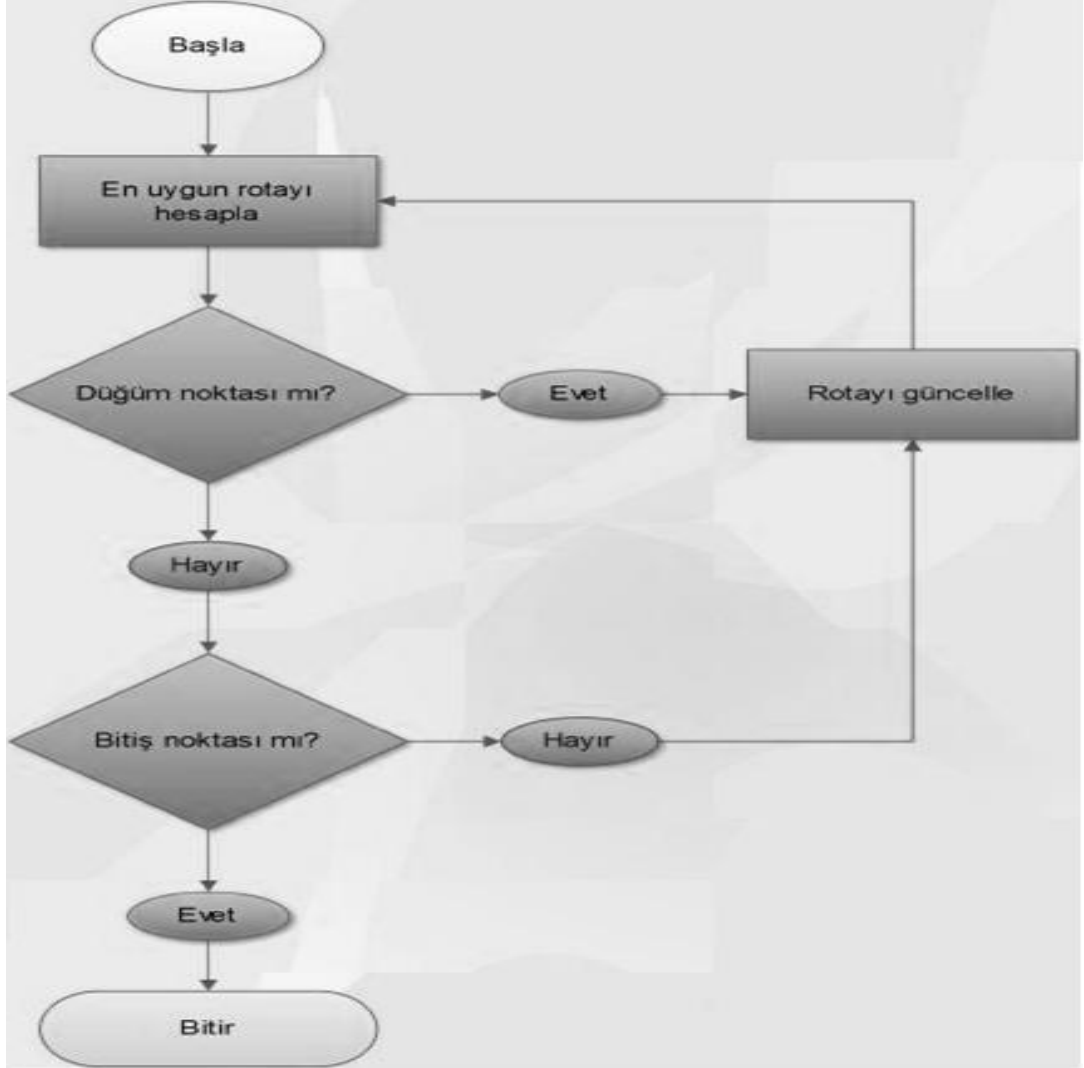 Başla
En uygun rotayı
hesapla
Düğüm noktası mı?
Evet
Rotayı güncelle
Hayır
Bitiş noktası mı?
Hayır
Evet
Bitir